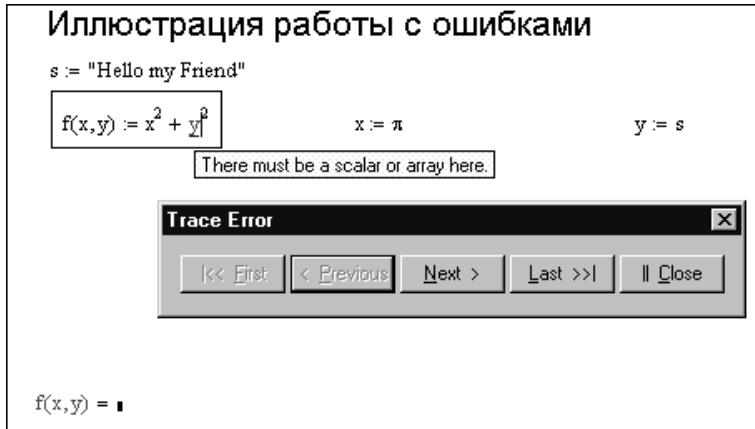 Иллюстрация работы с ошибками
s := "Hello my Friend"
f(x,y) := x² + y² x := π y := s
There must be a scalar or array here.
Trace Error
|<< First < Previous Next > Last >>| || Close
f(x,y) = ▪